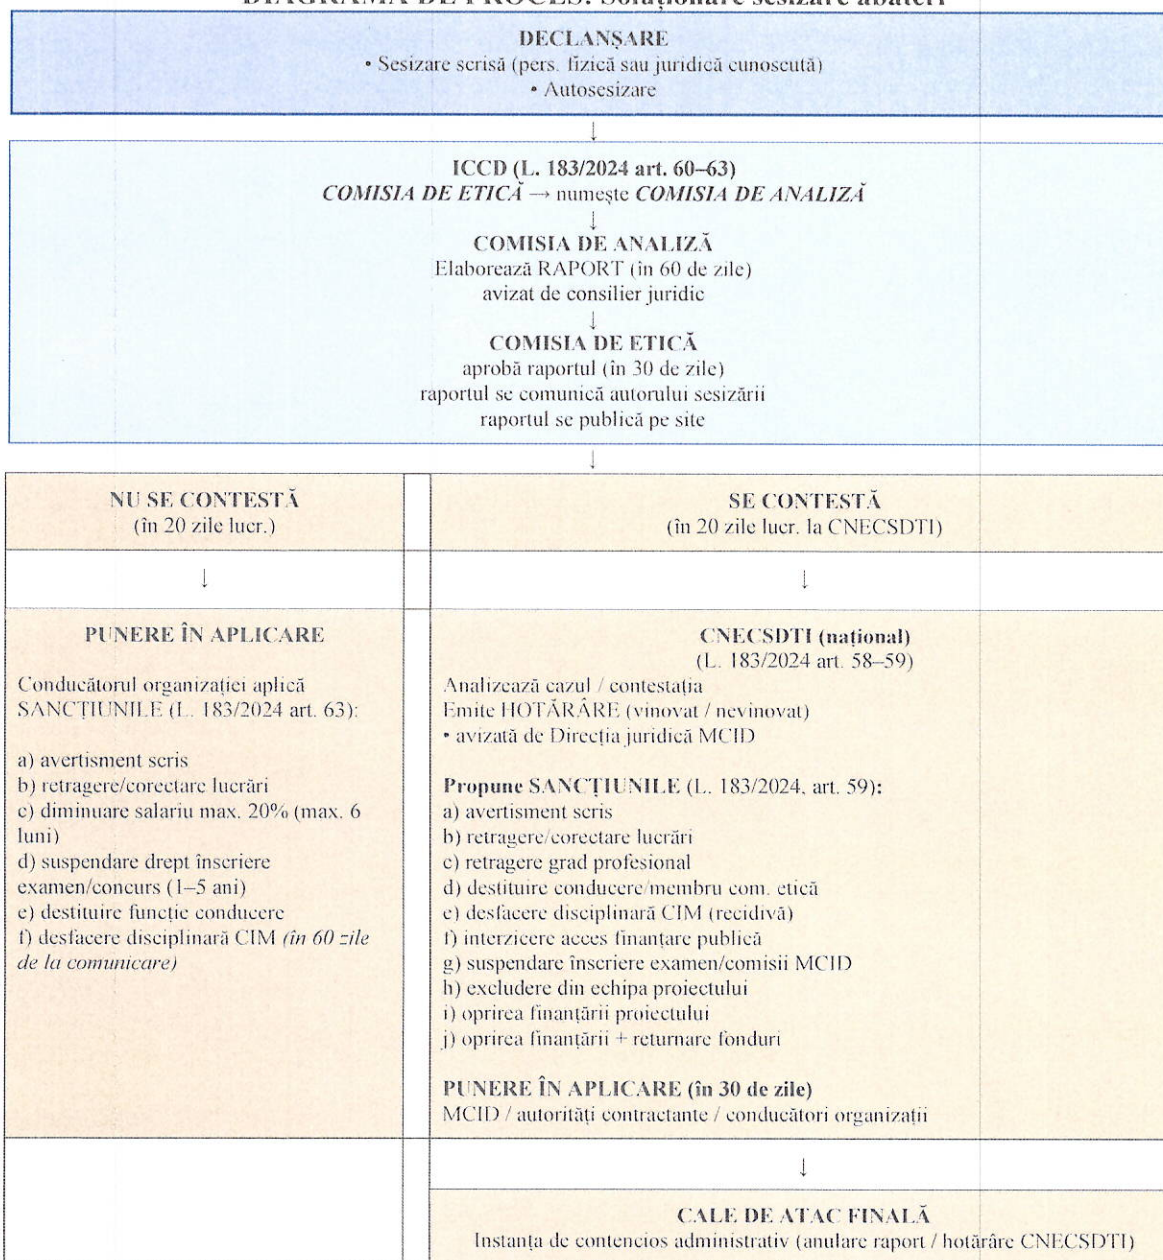 DIAGRAMA DE PROCES: Soluționare sesizare abateri
DECLANȘARE
• Sesizare scrisă (pers. fizică sau juridică cunoscută)
• Autosesizare
↓
ICCD (L. 183/2024 art. 60–63)
COMISIA DE ETICĂ → numește COMISIA DE ANALIZĂ
↓
COMISIA DE ANALIZĂ
Elaborează RAPORT (în 60 de zile)
avizat de consilier juridic
↓
COMISIA DE ETICĂ
aprobă raportul (în 30 de zile)
raportul se comunică autorului sesizării
raportul se publică pe site
↓
NU SE CONTESTĂ
(în 20 zile lucr.)
↓
PUNERE ÎN APLICARE
Conducătorul organizației aplică
SANCȚIUNILE (L. 183/2024 art. 63):
a) avertisment scris
b) retragere/corectare lucrări
c) diminuare salariu max. 20% (max. 6
luni)
d) suspendare drept înscriere
examen/concurs (1–5 ani)
e) destituire funcție conducere
f) desfacere disciplinară CIM (în 60 zile
de la comunicare)
SE CONTESTĂ
(în 20 zile lucr. la CNECSDTI)
↓
CNECSDTI (național)
(L. 183/2024 art. 58–59)
Analizează cazul / contestația
Emite HOTĂRÂRE (vinovat / nevinovat)
• avizată de Direcția juridică MCID
Propune SANCȚIUNILE (L. 183/2024, art. 59):
a) avertisment scris
b) retragere/corectare lucrări
c) retragere grad profesional
d) destituire conducere/membru com. etică
e) desfacere disciplinară CIM (recidivă)
f) interzicere acces finanțare publică
g) suspendare înscriere examen/comisii MCID
h) excludere din echipa proiectului
i) oprirea finanțării proiectului
j) oprirea finanțării + returnare fonduri
PUNERE ÎN APLICARE (în 30 de zile)
MCID / autorități contractante / conducători organizații
↓
CALE DE ATAC FINALĂ
Instanța de contencios administrativ (anulare raport / hotărâre CNECSDTI)